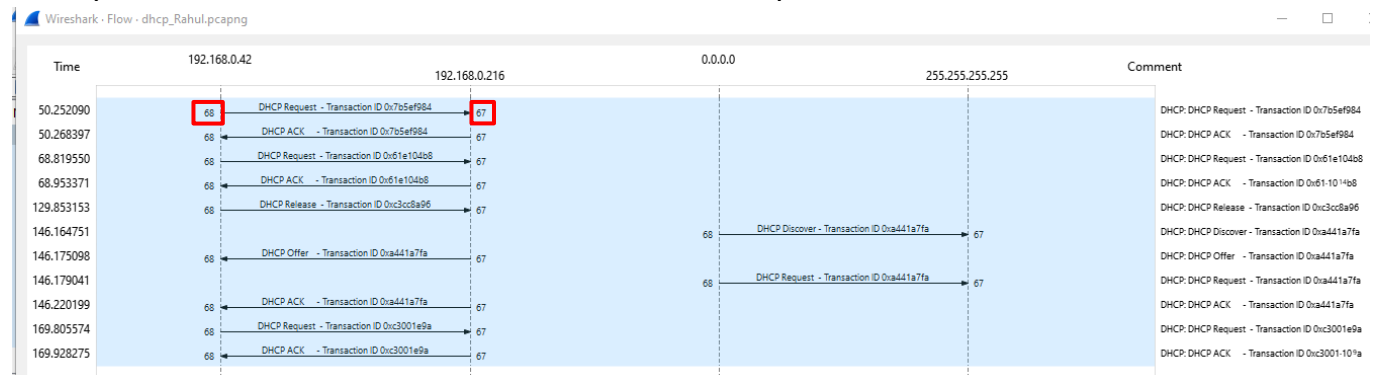 Wireshark · Flow · dhcp_Rahul.pcapng
Time 192.168.0.42 192.168.0.216 0.0.0.0 255.255.255.255 Comment
50.252090 68 DHCP Request - Transaction ID 0x7b5ef984 67 DHCP: DHCP Request - Transaction ID 0x7b5ef984
50.268397 68 DHCP ACK - Transaction ID 0x7b5ef984 67 DHCP: DHCP ACK - Transaction ID 0x7b5ef984
68.819550 68 DHCP Request - Transaction ID 0x61e104b8 67 DHCP: DHCP Request - Transaction ID 0x61e104b8
68.953371 68 DHCP ACK - Transaction ID 0x61e104b8 67 DHCP: DHCP ACK - Transaction ID 0x61·10¹⁴b8
129.853153 68 DHCP Release - Transaction ID 0xc3cc8a96 67 DHCP: DHCP Release - Transaction ID 0xc3cc8a96
146.164751 68 DHCP Discover - Transaction ID 0xa441a7fa 67 DHCP: DHCP Discover - Transaction ID 0xa441a7fa
146.175098 68 DHCP Offer - Transaction ID 0xa441a7fa 67 DHCP: DHCP Offer - Transaction ID 0xa441a7fa
146.179041 68 DHCP Request - Transaction ID 0xa441a7fa 67 DHCP: DHCP Request - Transaction ID 0xa441a7fa
146.220199 68 DHCP ACK - Transaction ID 0xa441a7fa 67 DHCP: DHCP ACK - Transaction ID 0xa441a7fa
169.805574 68 DHCP Request - Transaction ID 0xc3001e9a 67 DHCP: DHCP Request - Transaction ID 0xc3001e9a
169.928275 68 DHCP ACK - Transaction ID 0xc3001e9a 67 DHCP: DHCP ACK - Transaction ID 0xc3001·10⁹a